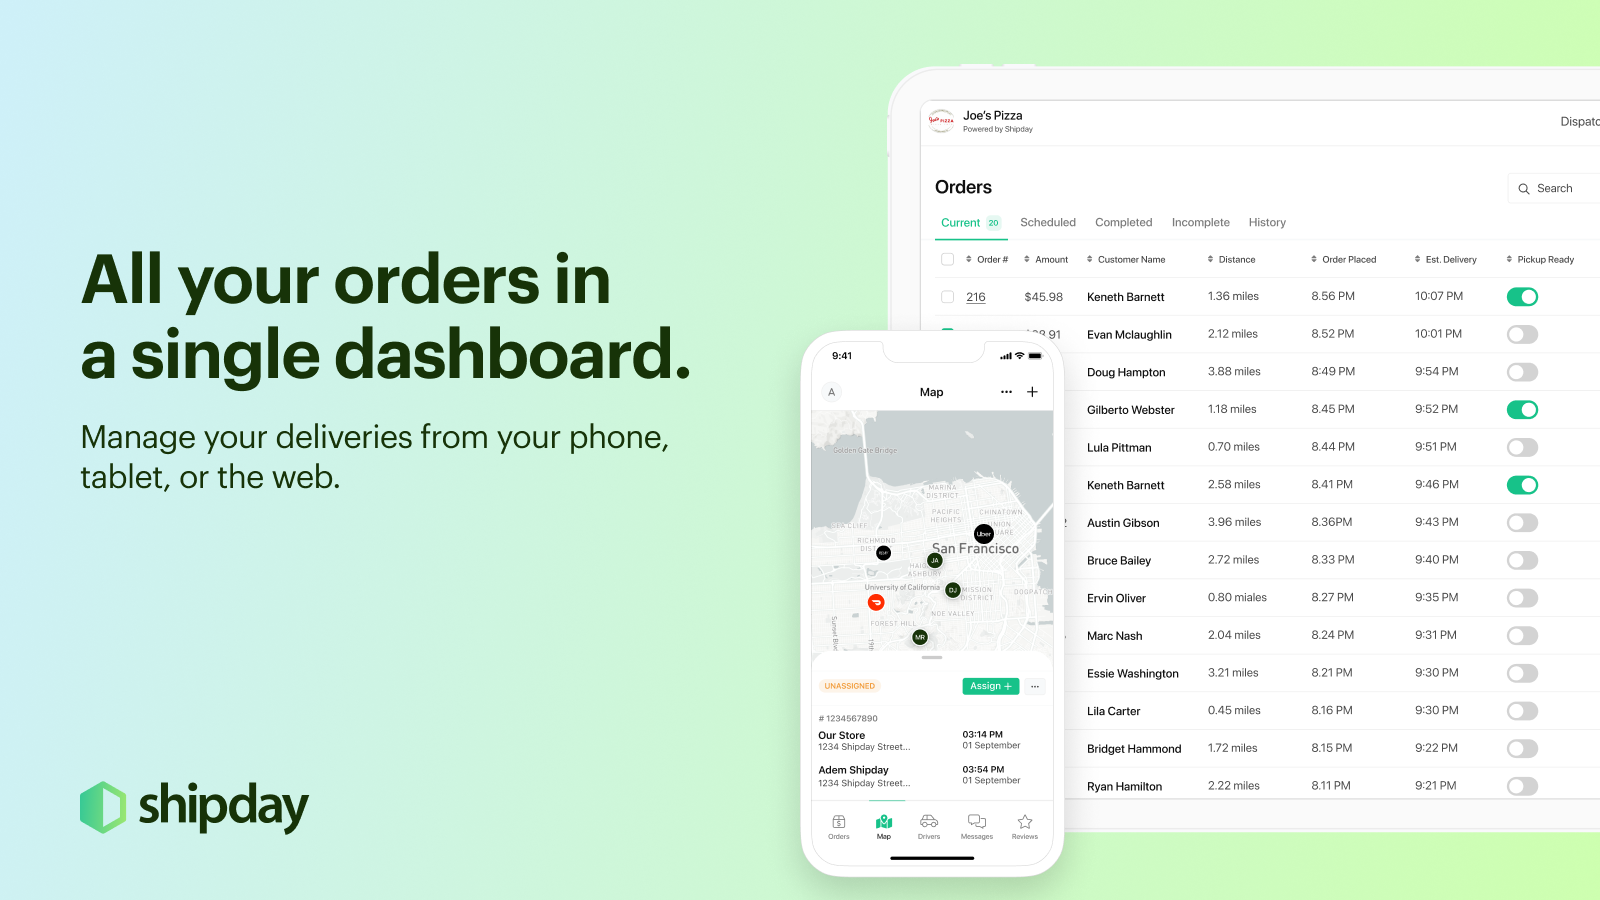 All your orders in
a single dashboard.
Manage your deliveries from your phone,
tablet, or the web.
shipday
Joe's Pizza
Powered by Shipday
Orders
Search
Current 20 Scheduled Completed Incomplete History
Order # Amount Customer Name Distance Order Placed Est. Delivery Pickup Ready
216 $45.98 Keneth Barnett 1.36 miles 8.56 PM 10:07 PM
Evan Mclaughlin 2.12 miles 8.52 PM 10:01 PM
Doug Hampton 3.88 miles 8:49 PM 9:54 PM
Gilberto Webster 1.18 miles 8.45 PM 9:52 PM
Lula Pittman 0.70 miles 8.44 PM 9:51 PM
Keneth Barnett 2.58 miles 8.41 PM 9:46 PM
Austin Gibson 3.96 miles 8.36PM 9:43 PM
Bruce Bailey 2.72 miles 8.33 PM 9:40 PM
Ervin Oliver 0.80 miales 8.27 PM 9:35 PM
Marc Nash 2.04 miles 8.24 PM 9:31 PM
Essie Washington 3.21 miles 8.21 PM 9:30 PM
Lila Carter 0.45 miles 8.16 PM 9:30 PM
Bridget Hammond 1.72 miles 8.15 PM 9:22 PM
Ryan Hamilton 2.22 miles 8.11 PM 9:21 PM
9:41
A Map
Golden Gate Bridge
MARINA
DISTRICT
PACIFIC
HEIGHTS
CHINATOWN
SEA CLIFF
Uber
RICHMOND
San Francisco
JA
ASHBURY
University of California
DJ
MISSION
DISTRICT
NOE VALLEY
FOREST HILL
MR
UNASSIGNED
Assign +
# 1234567890
Our Store 03:14 PM
1234 Shipday Street... 01 September
Adem Shipday 03:54 PM
1234 Shipday Street... 01 September
Orders Map Drivers Messages Reviews